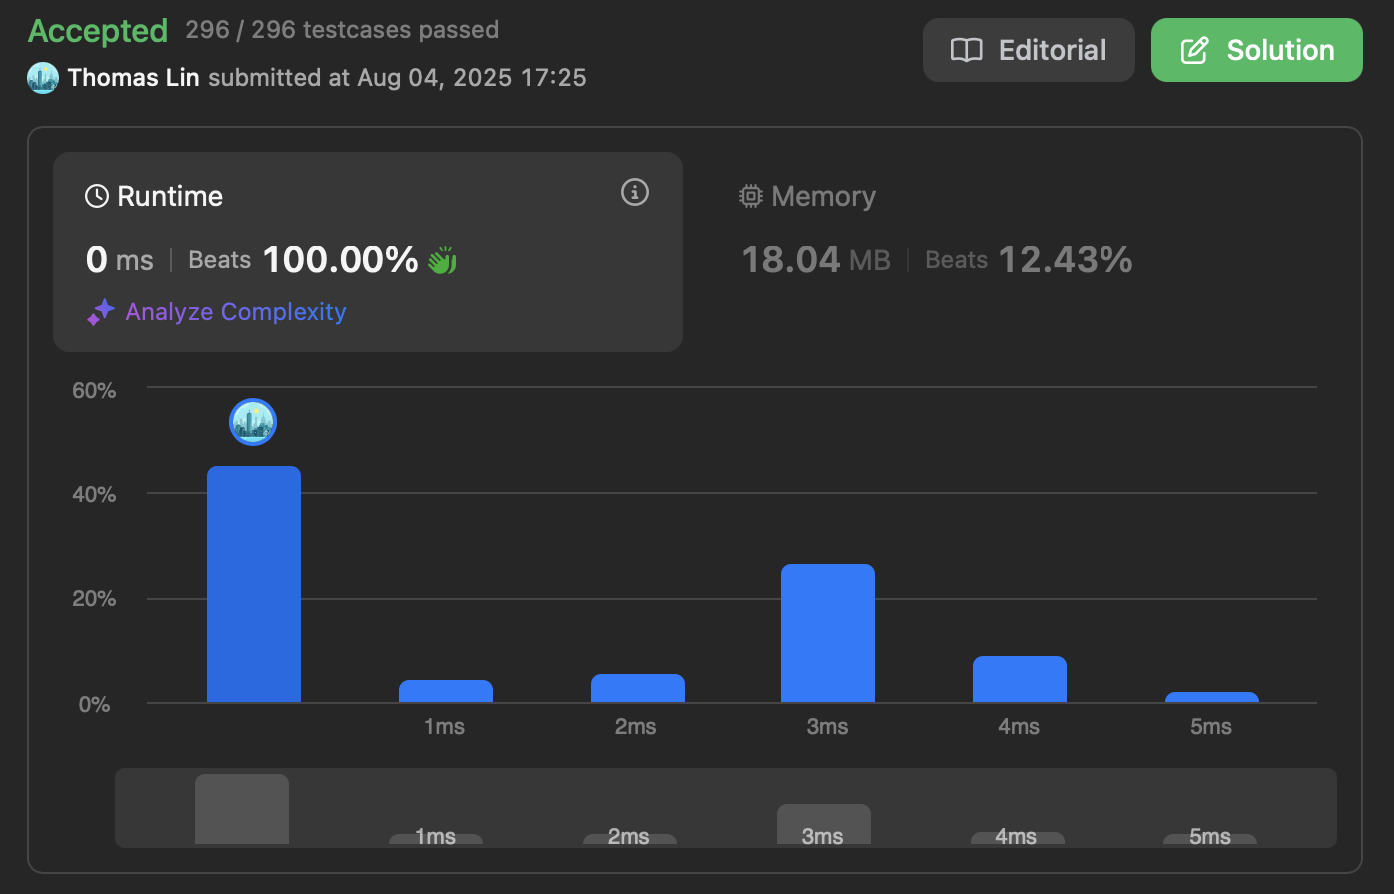 Accepted 296 / 296 testcases passed
Editorial
Solution
Thomas Lin submitted at Aug 04, 2025 17:25
Runtime
0 ms | Beats 100.00%
Analyze Complexity
Memory
18.04 MB | Beats 12.43%
60%
40%
20%
0%
1ms 2ms 3ms 4ms 5ms
1ms 2ms 3ms 4ms 5ms